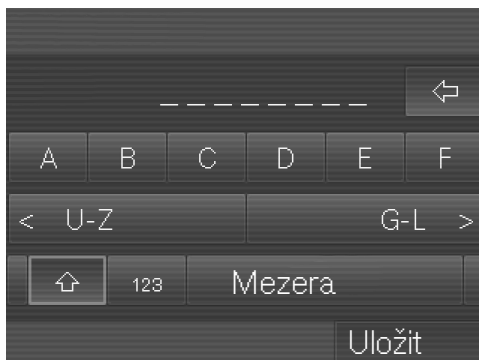 _ _ _ _ _ _ _ _ _
A B C D E F
< U-Z G-L >
123 Mezera
Uložit